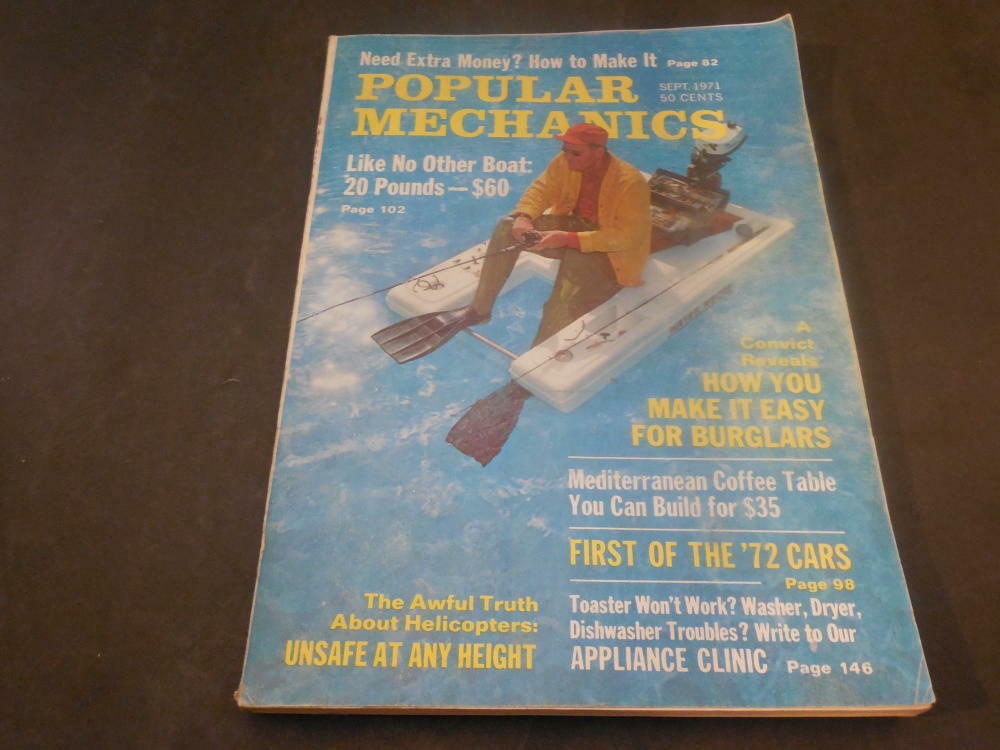 Need Extra Money? How to Make It Page 82
POPULAR
MECHANICS
SEPT. 1971
50 CENTS
Like No Other Boat:
20 Pounds — $60
Page 102
A
Convict
Reveals
HOW YOU
MAKE IT EASY
FOR BURGLARS
Mediterranean Coffee Table
You Can Build for $35
FIRST OF THE '72 CARS
Page 98
The Awful Truth
About Helicopters:
UNSAFE AT ANY HEIGHT
Toaster Won't Work? Washer, Dryer,
Dishwasher Troubles? Write to Our
APPLIANCE CLINIC Page 146